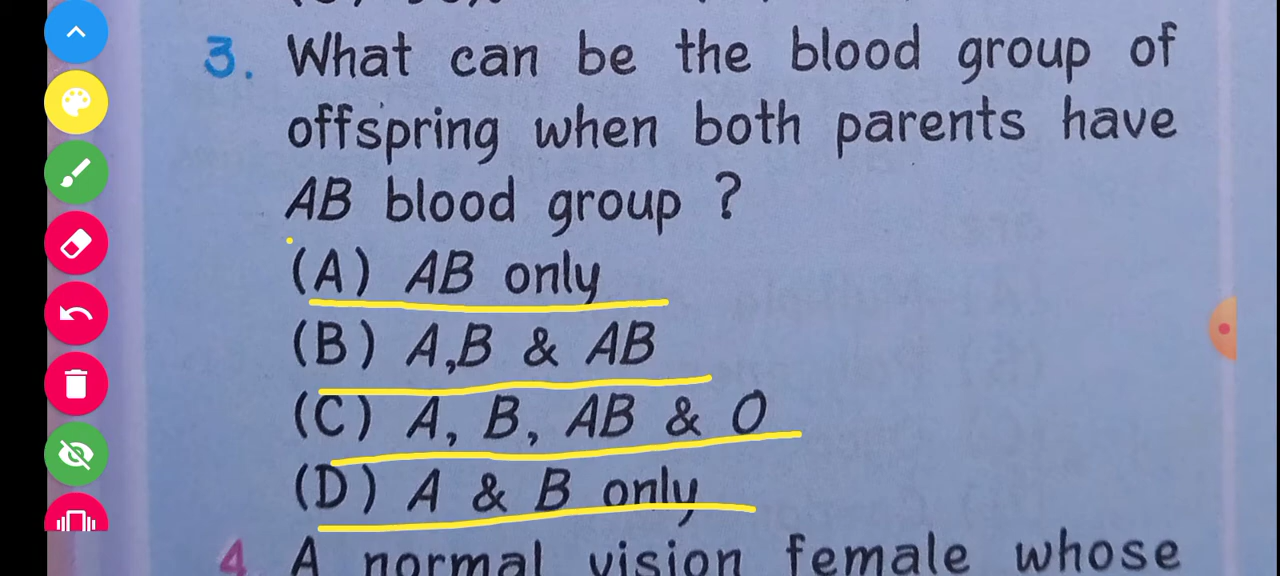 3. What can be the blood group of
offspring when both parents have
AB blood group ?
(A) AB only
(B) A,B & AB
(C) A, B, AB & O
(D) A & B only
4 A normal vision female whose